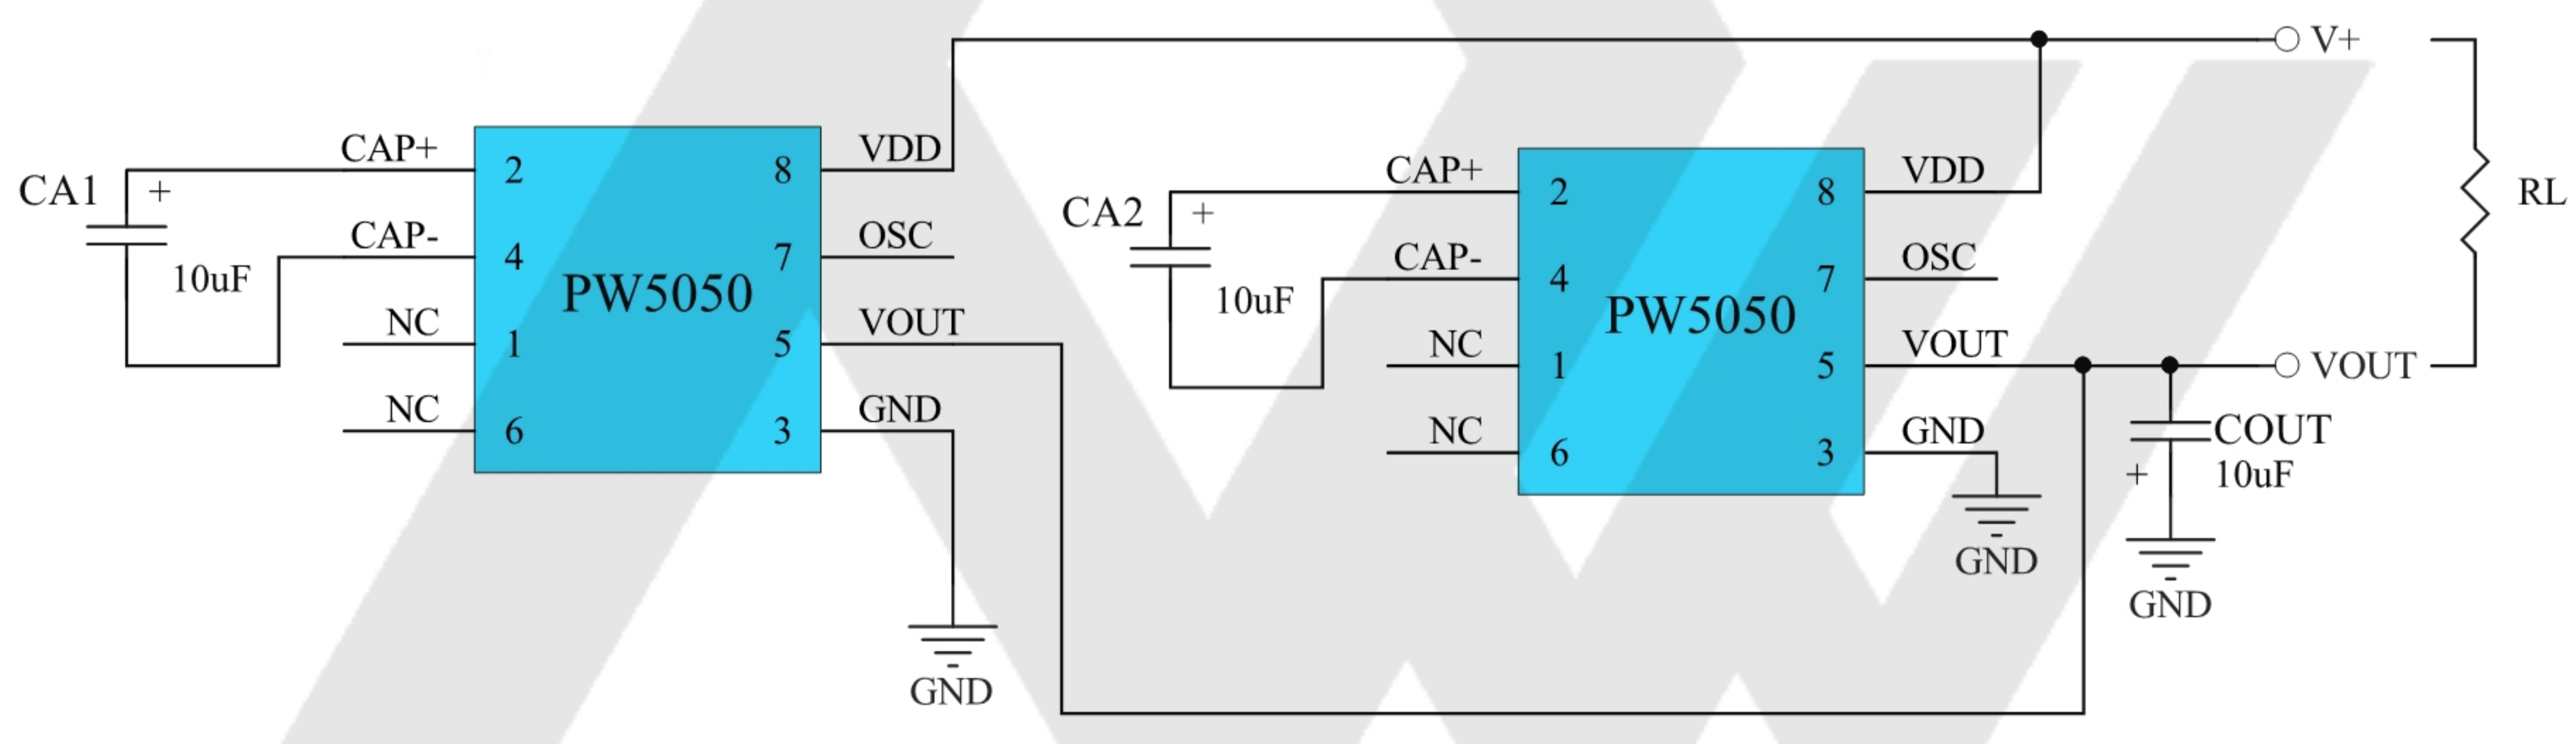 V+
CAP+ 2 8 VDD
CA1 +
CAP- 4 7 OSC
10uF
PW5050
NC 1 5 VOUT
NC 6 3 GND
GND
CAP+ 2 8 VDD
CA2 +
CAP- 4 7 OSC
10uF
PW5050
NC 1 5 VOUT
NC 6 3 GND
GND
VOUT
COUT
+ 10uF
GND
RL